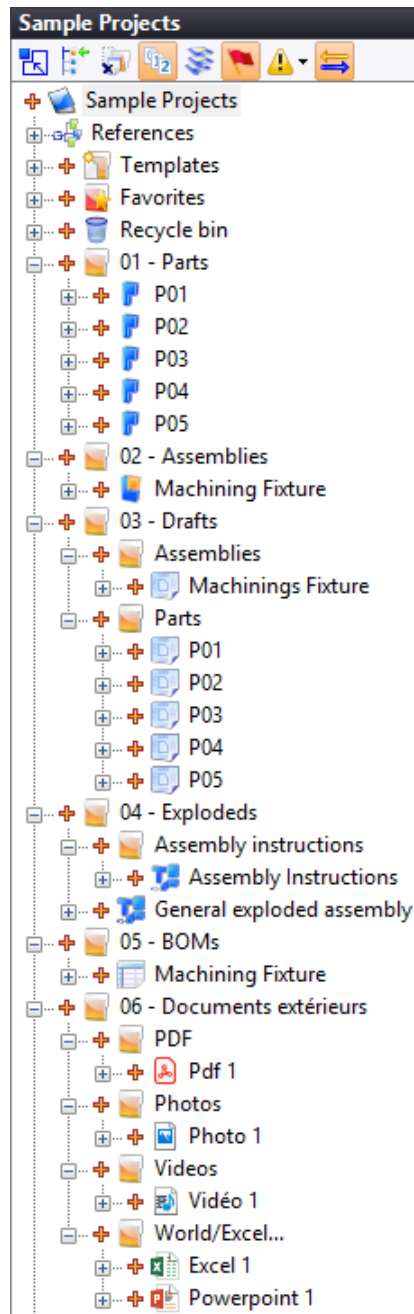 Sample Projects
Sample Projects
References
Templates
Favorites
Recycle bin
01 - Parts
P01
P02
P03
P04
P05
02 - Assemblies
Machining Fixture
03 - Drafts
Assemblies
Machinings Fixture
Parts
P01
P02
P03
P04
P05
04 - Explodeds
Assembly instructions
Assembly Instructions
General exploded assembly
05 - BOMs
Machining Fixture
06 - Documents extérieurs
PDF
Pdf 1
Photos
Photo 1
Videos
Vidéo 1
World/Excel...
Excel 1
Powerpoint 1